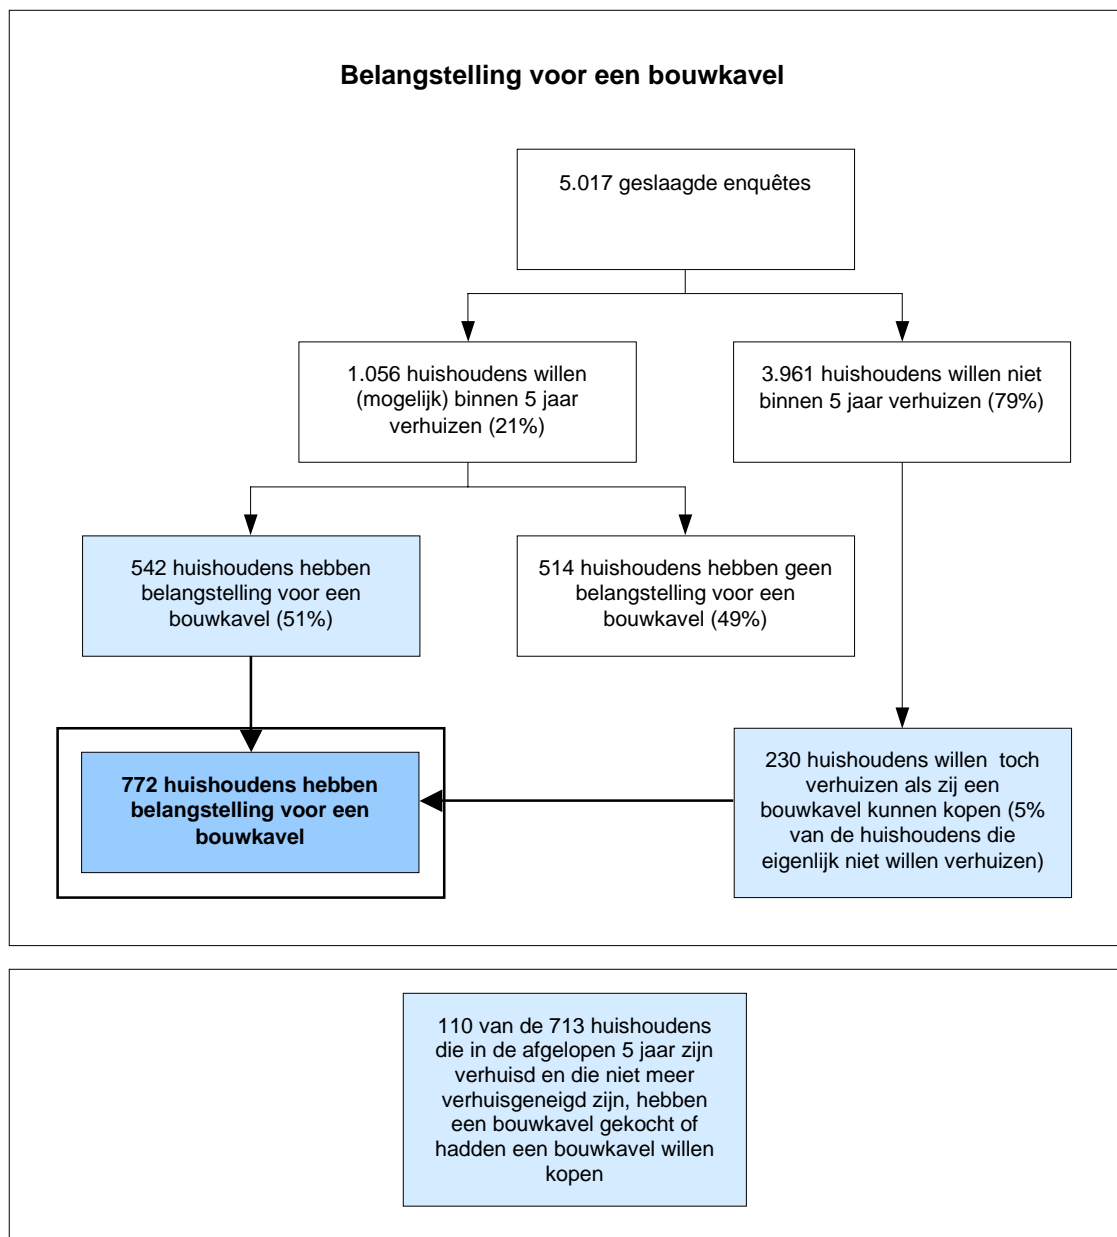 Belangstelling voor een bouwkavel
5.017 geslaagde enquêtes
1.056 huishoudens willen
(mogelijk) binnen 5 jaar
verhuizen (21%)
3.961 huishoudens willen niet
binnen 5 jaar verhuizen (79%)
542 huishoudens hebben
belangstelling voor een
bouwkavel (51%)
514 huishoudens hebben geen
belangstelling voor een
bouwkavel (49%)
772 huishoudens hebben
belangstelling voor een
bouwkavel
230 huishoudens willen  toch
verhuizen als zij een
bouwkavel kunnen kopen (5%
van de huishoudens die
eigenlijk niet willen verhuizen)
110 van de 713 huishoudens
die in de afgelopen 5 jaar zijn
verhuisd en die niet meer
verhuisgeneigd zijn, hebben
een bouwkavel gekocht of
hadden een bouwkavel willen
kopen